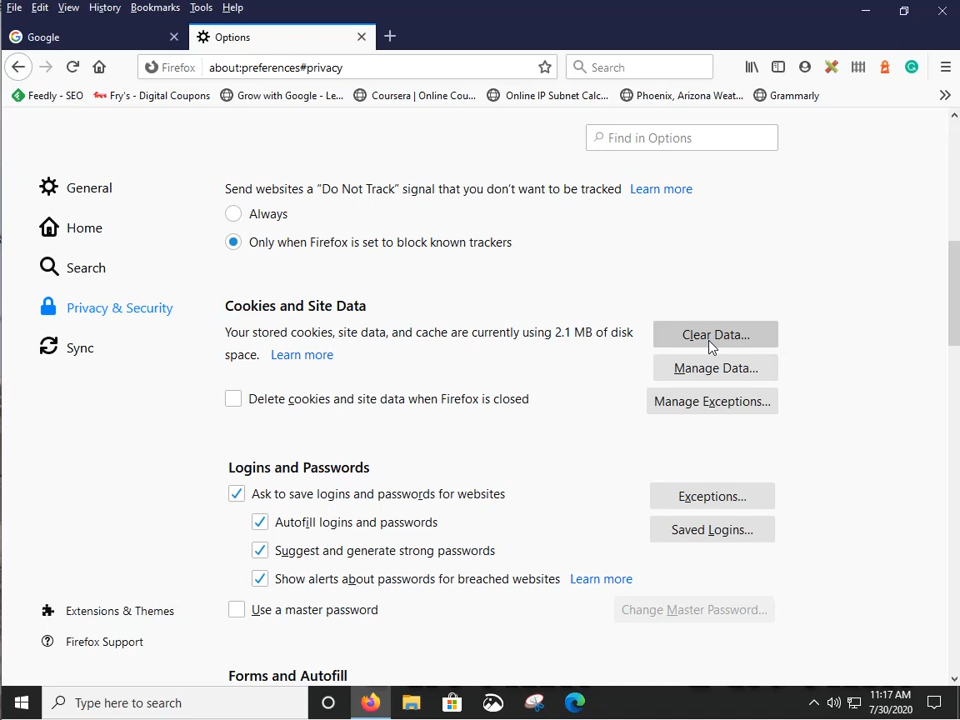 File Edit View History Bookmarks Tools Help
Google
Options
Firefox about:preferences#privacy
Search
Feedly - SEO Fry's - Digital Coupons Grow with Google - Le... Coursera | Online Cou... Online IP Subnet Calc... Phoenix, Arizona Weat... Grammarly
Find in Options
General
Home
Search
Privacy & Security
Sync
Extensions & Themes
Firefox Support
Send websites a “Do Not Track” signal that you don’t want to be tracked Learn more
Always
Only when Firefox is set to block known trackers
Cookies and Site Data
Your stored cookies, site data, and cache are currently using 2.1 MB of disk
space. Learn more
Clear Data...
Manage Data...
Delete cookies and site data when Firefox is closed
Manage Exceptions...
Logins and Passwords
Ask to save logins and passwords for websites
Exceptions...
Autofill logins and passwords
Saved Logins...
Suggest and generate strong passwords
Show alerts about passwords for breached websites Learn more
Use a master password
Change Master Password...
Forms and Autofill
Type here to search
11:17 AM
7/30/2020